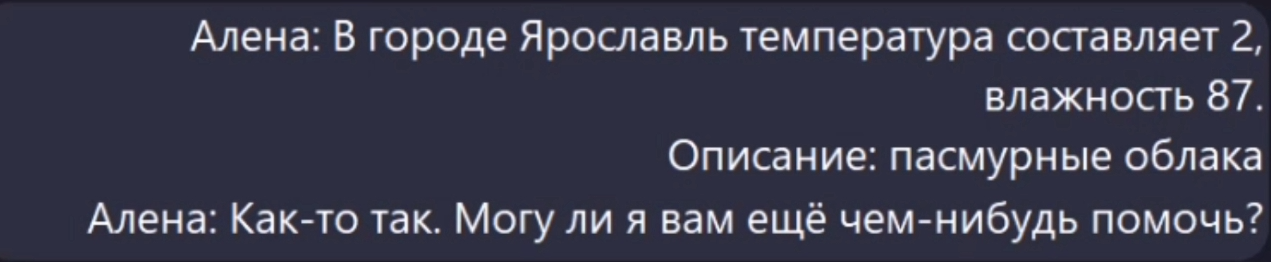 Алена: В городе Ярославль температура составляет 2,
влажность 87.
Описание: пасмурные облака
Алена: Как-то так. Могу ли я вам ещё чем-нибудь помочь?